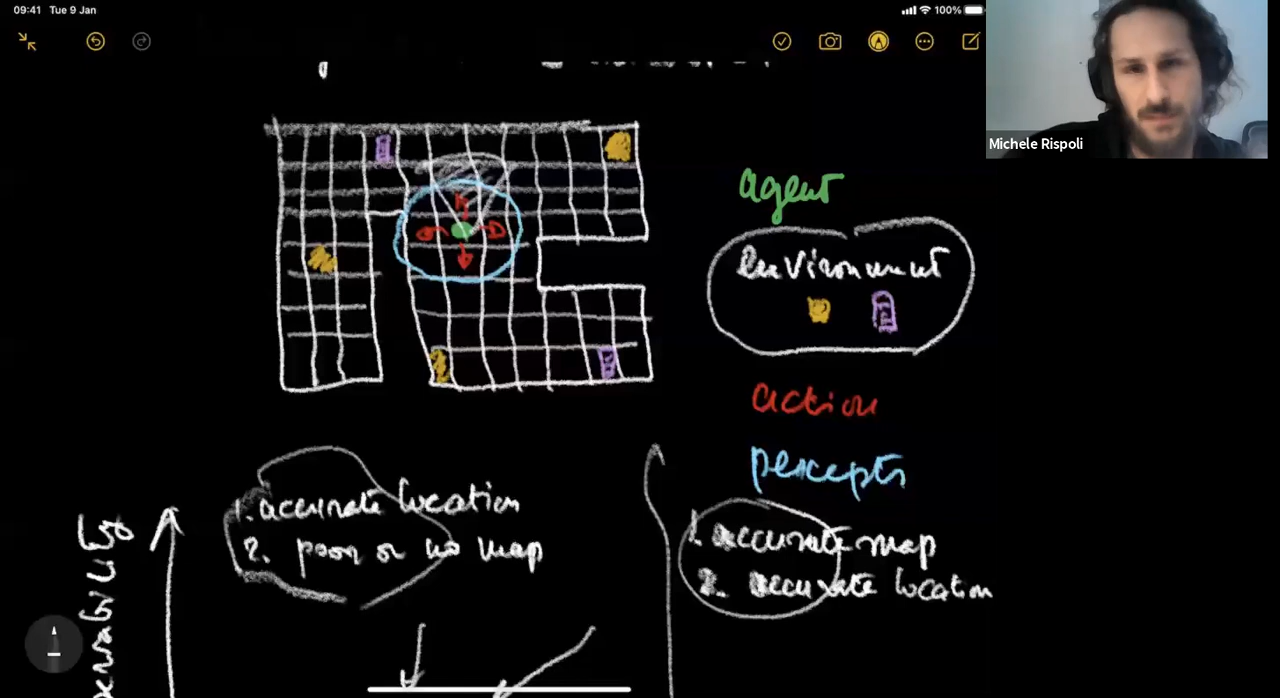 09:41 Tue 9 Jan
100%
Michele Rispoli
agent
environment
action
percepts
1. accurate location
2. poor or no map
1. accurate map
2. accurate location